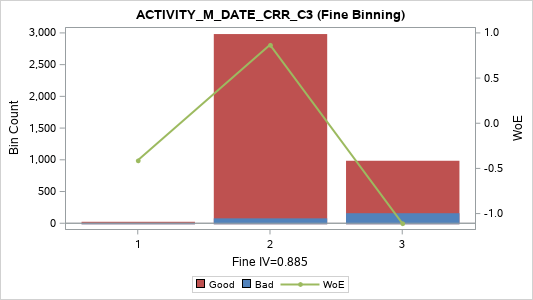 ACTIVITY_M_DATE_CRR_C3 (Fine Binning)
3,000
2,500
2,000
1,500
1,000
500
0
Bin Count
1.0
0.5
0.0
-0.5
-1.0
WoE
1 2 3
Fine IV=0.885
Good Bad WoE